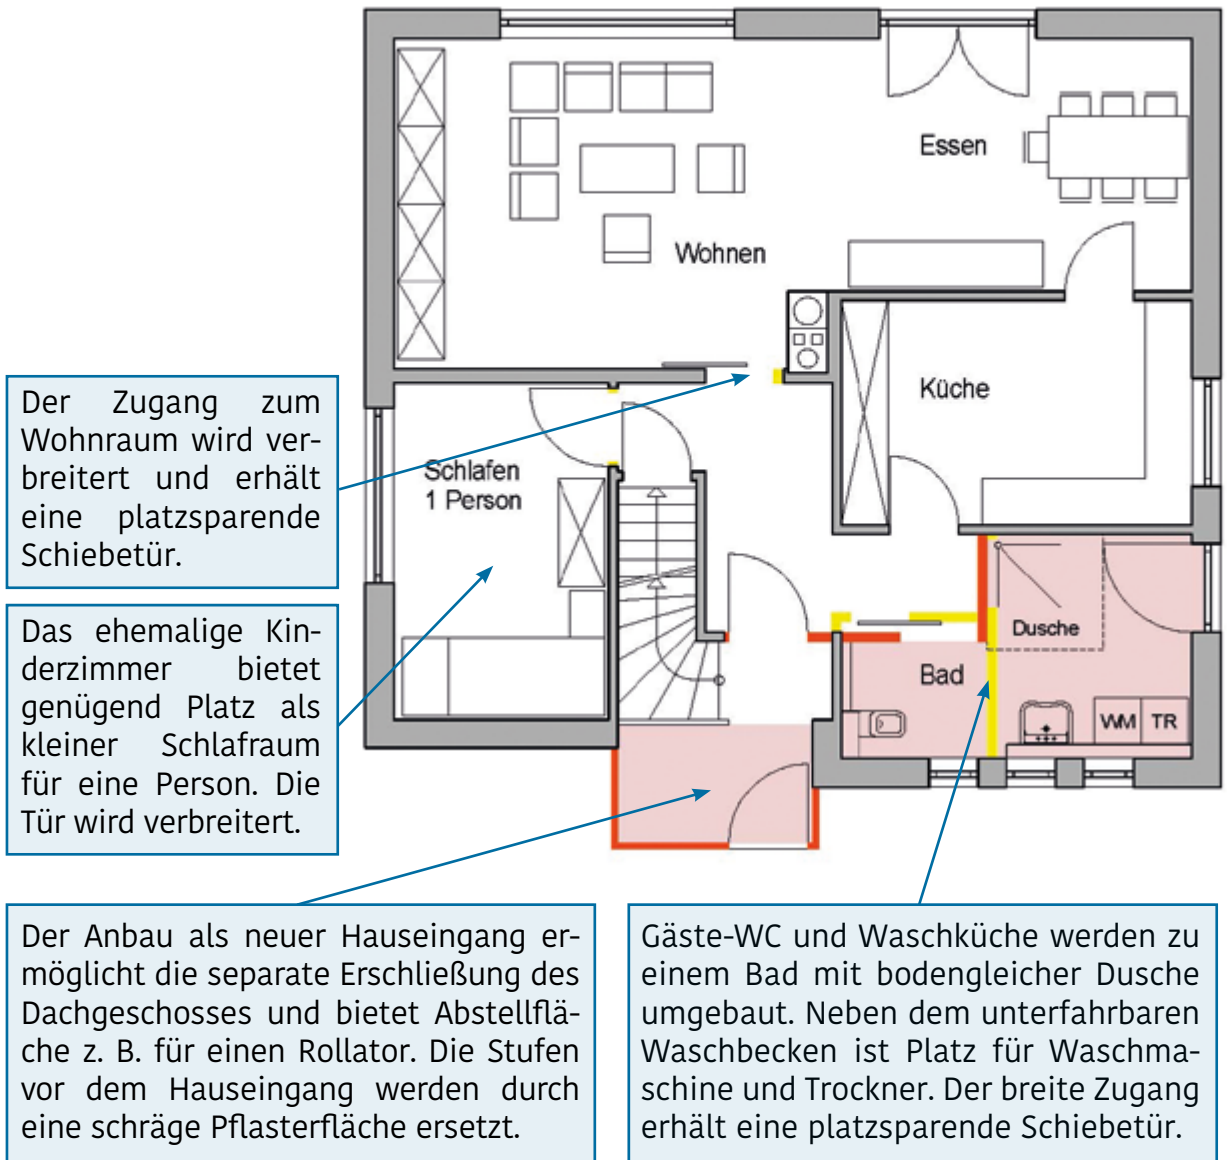 Essen
Wohnen
Küche
Schlafen
1 Person
Dusche
Bad
WM TR
Der Zugang zum
Wohnraum wird ver-
breitert und erhält
eine platzsparende
Schiebetür.
Das ehemalige Kin-
derzimmer bietet
genügend Platz als
kleiner Schlafraum
für eine Person. Die
Tür wird verbreitert.
Der Anbau als neuer Hauseingang er-
möglicht die separate Erschließung des
Dachgeschosses und bietet Abstellflä-
che z. B. für einen Rollator. Die Stufen
vor dem Hauseingang werden durch
eine schräge Pflasterfläche ersetzt.
Gäste-WC und Waschküche werden zu
einem Bad mit bodengleicher Dusche
umgebaut. Neben dem unterfahrbaren
Waschbecken ist Platz für Waschma-
schine und Trockner. Der breite Zugang
erhält eine platzsparende Schiebetür.